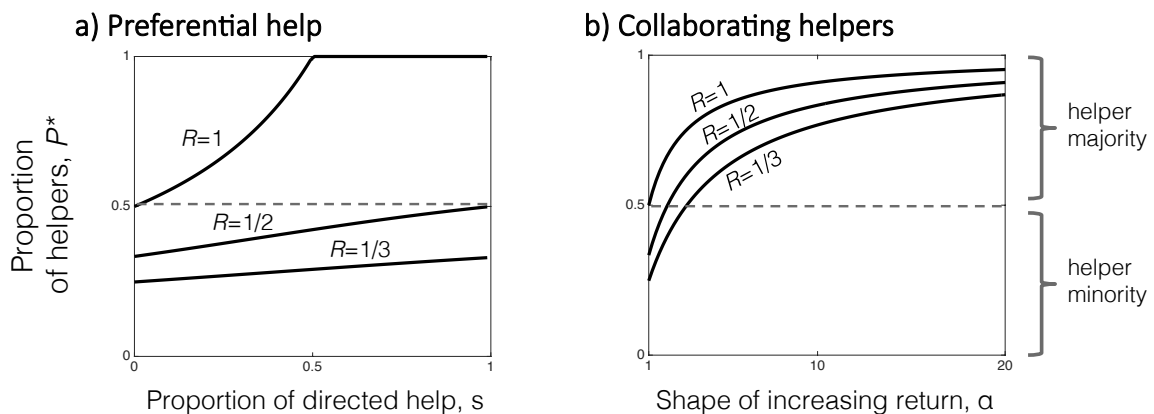 a) Preferential help
b) Collaborating helpers
Proportion
of helpers, P*
1
0.5
0
R=1
R=1/2
R=1/3
0
0.5
1
Proportion of directed help, s
1
0.5
0
R=1
R=1/2
R=1/3
1
10
20
Shape of increasing return, α
helper
majority
helper
minority